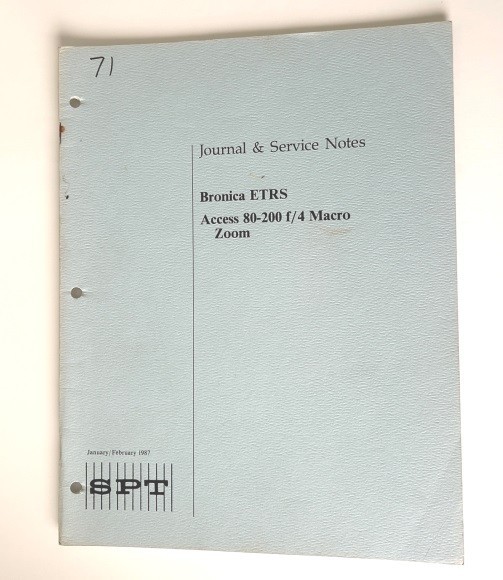 71
Journal & Service Notes
Bronica ETRS
Access 80-200 f/4 Macro
Zoom
January/February 1987
SPT